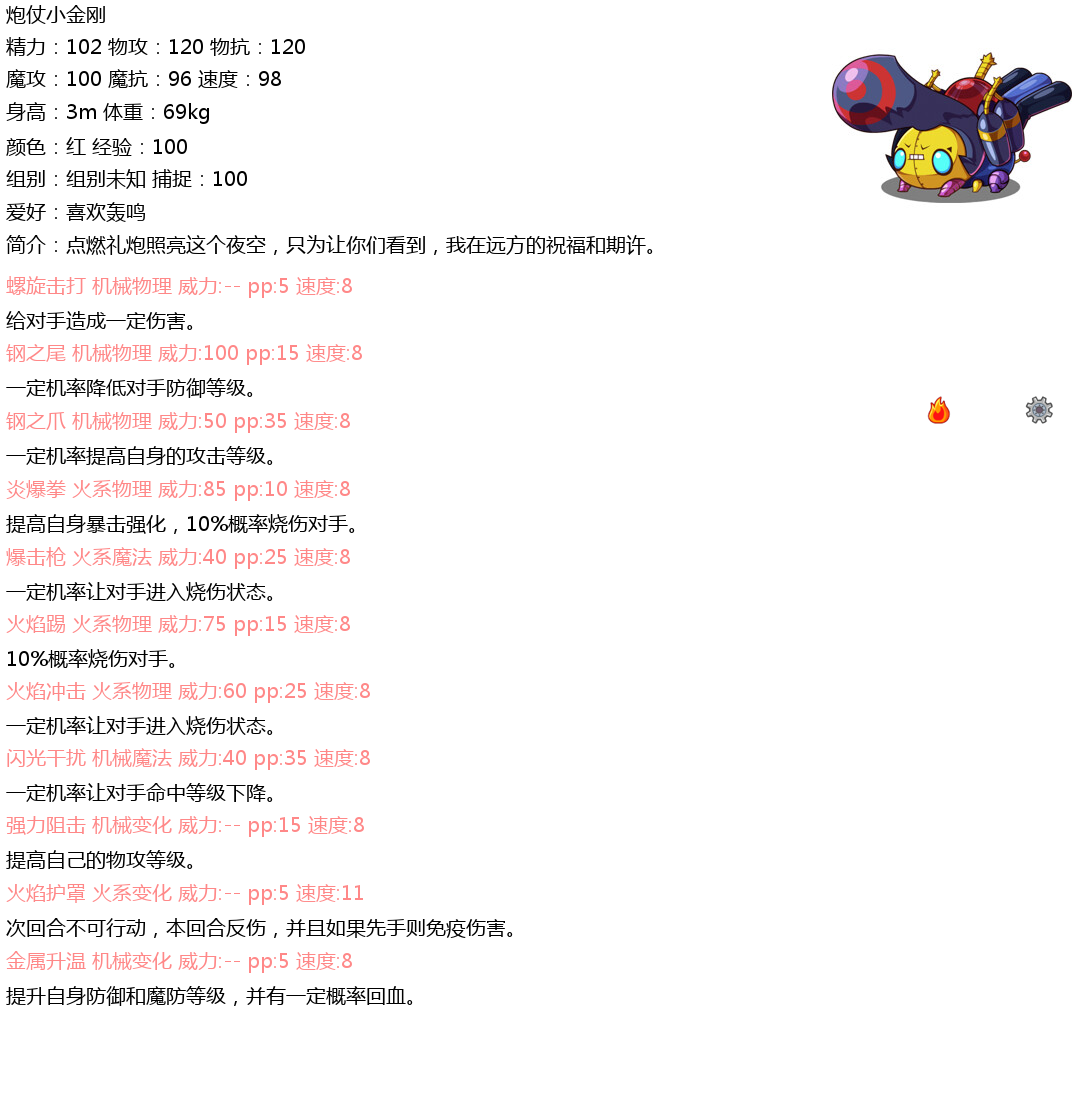 炮仗小金刚
精力：102 物攻：120 物抗：120
魔攻：100 魔抗：96 速度：98
身高：3m 体重：69kg
颜色：红 经验：100
组别：组别未知 捕捉：100
爱好：喜欢轰鸣
简介：点燃礼炮照亮这个夜空，只为让你们看到，我在远方的祝福和期许。
螺旋击打 机械物理 威力:-- pp:5 速度:8
给对手造成一定伤害。
钢之尾 机械物理 威力:100 pp:15 速度:8
一定机率降低对手防御等级。
钢之爪 机械物理 威力:50 pp:35 速度:8
一定机率提高自身的攻击等级。
炎爆拳 火系物理 威力:85 pp:10 速度:8
提高自身暴击强化，10%概率烧伤对手。
爆击枪 火系魔法 威力:40 pp:25 速度:8
一定机率让对手进入烧伤状态。
火焰踢 火系物理 威力:75 pp:15 速度:8
10%概率烧伤对手。
火焰冲击 火系物理 威力:60 pp:25 速度:8
一定机率让对手进入烧伤状态。
闪光干扰 机械魔法 威力:40 pp:35 速度:8
一定机率让对手命中等级下降。
强力阻击 机械变化 威力:-- pp:15 速度:8
提高自己的物攻等级。
火焰护罩 火系变化 威力:-- pp:5 速度:11
次回合不可行动，本回合反伤，并且如果先手则免疫伤害。
金属升温 机械变化 威力:-- pp:5 速度:8
提升自身防御和魔防等级，并有一定概率回血。